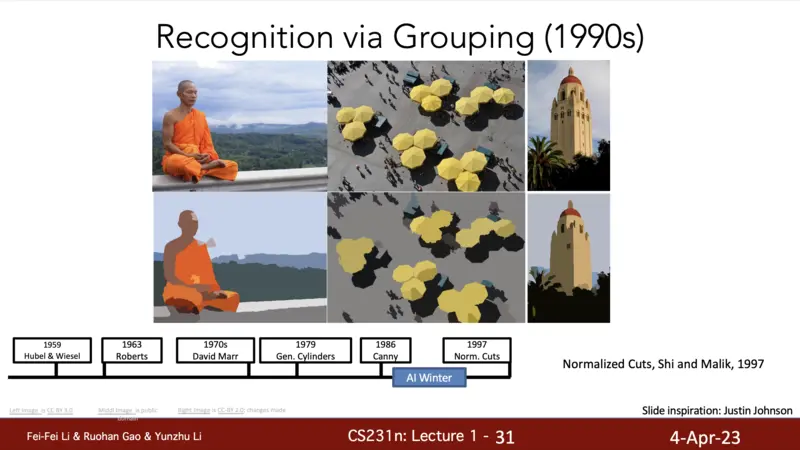 Recognition via Grouping (1990s)
1959
Hubel & Wiesel
1963
Roberts
1970s
David Marr
1979
Gen. Cylinders
1986
Canny
1997
Norm. Cuts
AI Winter
Normalized Cuts, Shi and Malik, 1997
Left Image is CC BY 3.0
Middl Image is public domain
Right Image is CC-BY 2.0; changes made
Slide inspiration: Justin Johnson
Fei-Fei Li & Ruohan Gao & Yunzhu Li
CS231n: Lecture 1 - 31
4-Apr-23